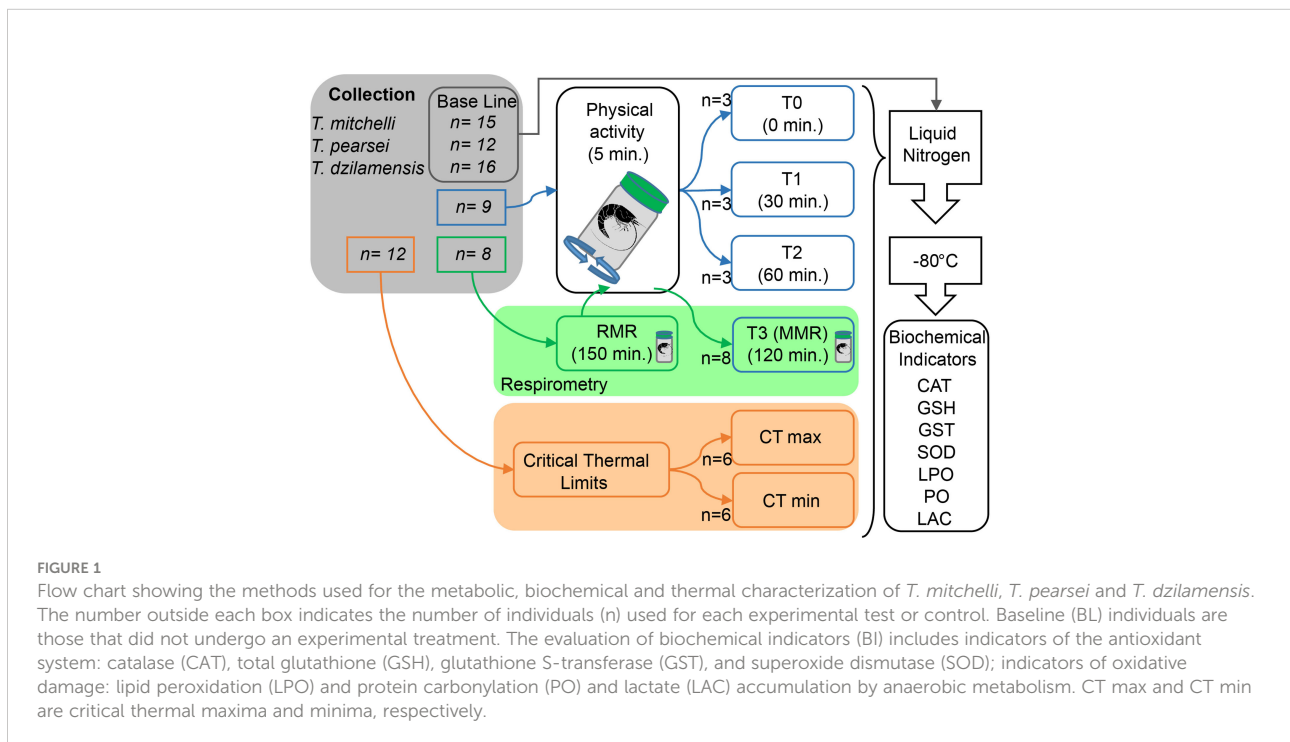 Collection
Base Line
T. mitchelli n= 15
T. pearsei n= 12
T. dzilamensis n= 16
n= 9
n= 12
n= 8
Physical
activity
(5 min.)
n=3
T0
(0 min.)
n=3
T1
(30 min.)
n=3
T2
(60 min.)
RMR
(150 min.)
n=8
T3 (MMR)
(120 min.)
Respirometry
Critical Thermal
Limits
n=6
CT max
n=6
CT min
Liquid
Nitrogen
-80°C
Biochemical
Indicators
CAT
GSH
GST
SOD
LPO
PO
LAC
FIGURE 1
Flow chart showing the methods used for the metabolic, biochemical and thermal characterization of T. mitchelli, T. pearsei and T. dzilamensis.
The number outside each box indicates the number of individuals (n) used for each experimental test or control. Baseline (BL) individuals are
those that did not undergo an experimental treatment. The evaluation of biochemical indicators (BI) includes indicators of the antioxidant
system: catalase (CAT), total glutathione (GSH), glutathione S-transferase (GST), and superoxide dismutase (SOD); indicators of oxidative
damage: lipid peroxidation (LPO) and protein carbonylation (PO) and lactate (LAC) accumulation by anaerobic metabolism. CT max and CT min
are critical thermal maxima and minima, respectively.